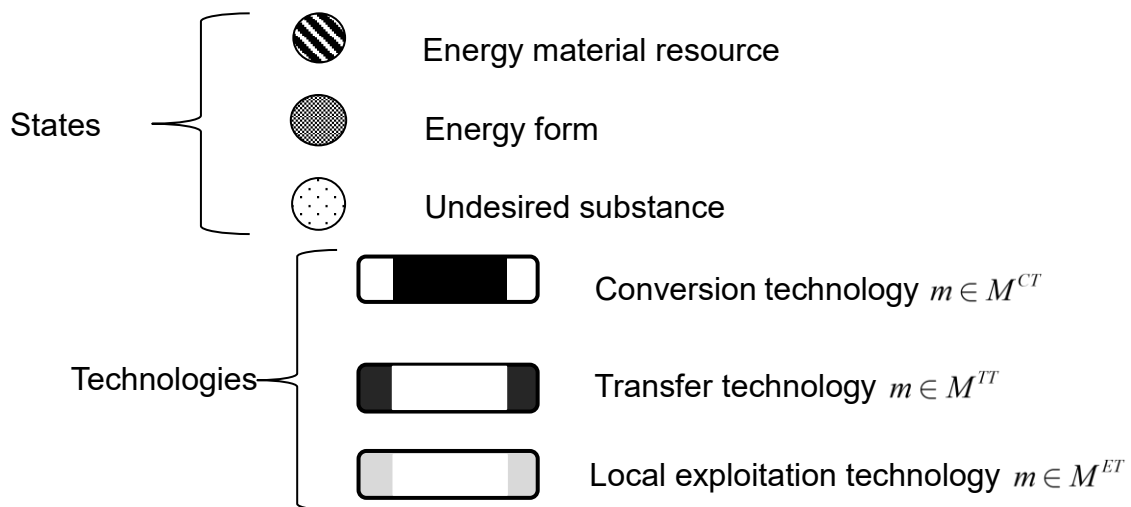 Energy material resource
Energy form
States
Undesired substance
Conversion technology m ∈ M^{CT}
Technologies
Transfer technology m ∈ M^{TT}
Local exploitation technology m ∈ M^{ET}